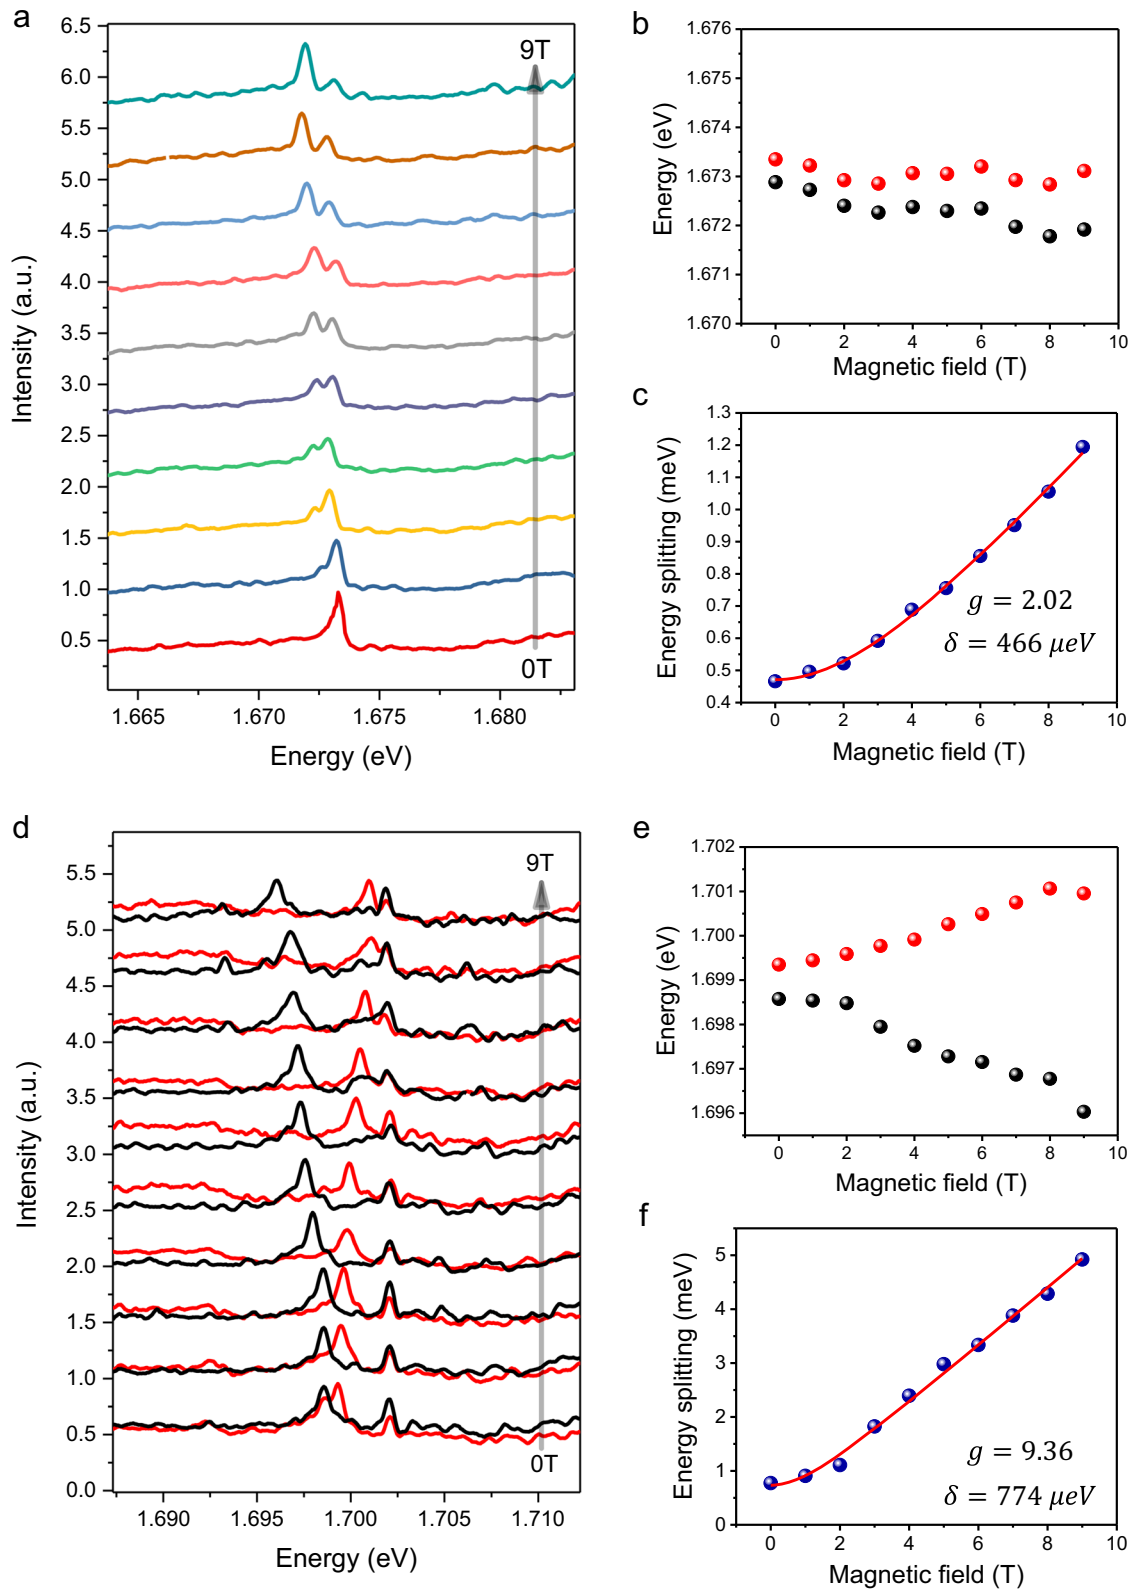 a
6.5
6.0
5.5
5.0
4.5
4.0
3.5
3.0
2.5
2.0
1.5
1.0
0.5
Intensity (a.u.)
9T
0T
1.665 1.670 1.675 1.680
Energy (eV)
b
1.676
1.675
1.674
1.673
1.672
1.671
1.670
Energy (eV)
0 2 4 6 8 10
Magnetic field (T)
c
1.3
1.2
1.1
1.0
0.9
0.8
0.7
0.6
0.5
0.4
Energy splitting (meV)
g = 2.02
δ = 466 μeV
0 2 4 6 8 10
Magnetic field (T)
d
5.5
5.0
4.5
4.0
3.5
3.0
2.5
2.0
1.5
1.0
0.5
0.0
Intensity (a.u.)
9T
0T
1.690 1.695 1.700 1.705 1.710
Energy (eV)
e
1.702
1.701
1.700
1.699
1.698
1.697
1.696
Energy (eV)
0 2 4 6 8 10
Magnetic field (T)
f
5
4
3
2
1
0
Energy splitting (meV)
g = 9.36
δ = 774 μeV
0 2 4 6 8 10
Magnetic field (T)